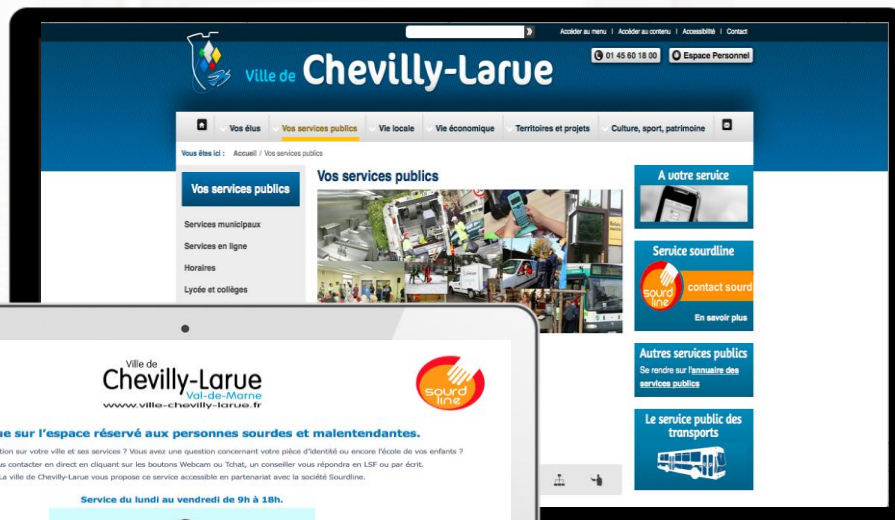 Accéder au menu | Accéder au contenu | Accessibilité | Contact
Ville de Chevilly-Larue
01 45 60 18 00
Espace Personnel
Vos élus
Vos services publics
Vie locale
Vie économique
Territoires et projets
Culture, sport, patrimoine
Vous êtes ici : Accueil / Vos services publics
Vos services publics
Services municipaux
Services en ligne
Horaires
Lycée et collèges
Vos services publics
A votre service
Service sourdline
sourd
line
contact sourd
En savoir plus
Autres services publics
Se rendre sur l'annuaire des
services publics
Le service public des
transports
Ville de
Chevilly-Larue
Val-de-Marne
www.ville-chevilly-larue.fr
sourd
line
ue sur l'espace réservé aux personnes sourdes et malentendantes.
tion sur votre ville et ses services ? Vous avez une question concernant votre pièce d'identité ou encore l'école de vos enfants ?
us contacter en direct en cliquant sur les boutons Webcam ou Tchat, un conseiller vous répondra en LSF ou par écrit.
La ville de Chevilly-Larue vous propose ce service accessible en partenariat avec la société Sourdline.
Service du lundi au vendredi de 9h à 18h.